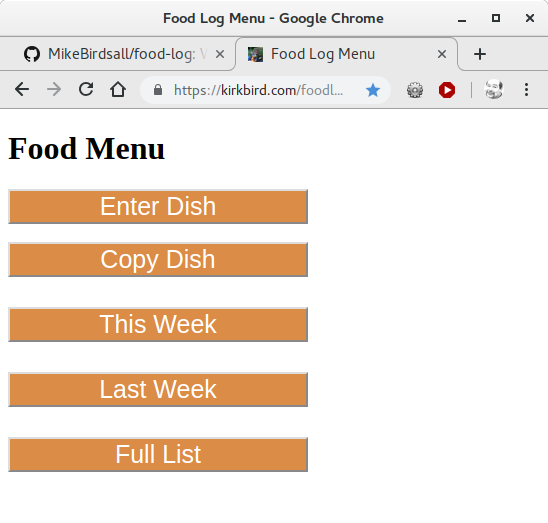 Food Log Menu - Google Chrome
MikeBirdsall/food-log: W
Food Log Menu
https://kirkbird.com/foodl...
Food Menu
Enter Dish
Copy Dish
This Week
Last Week
Full List